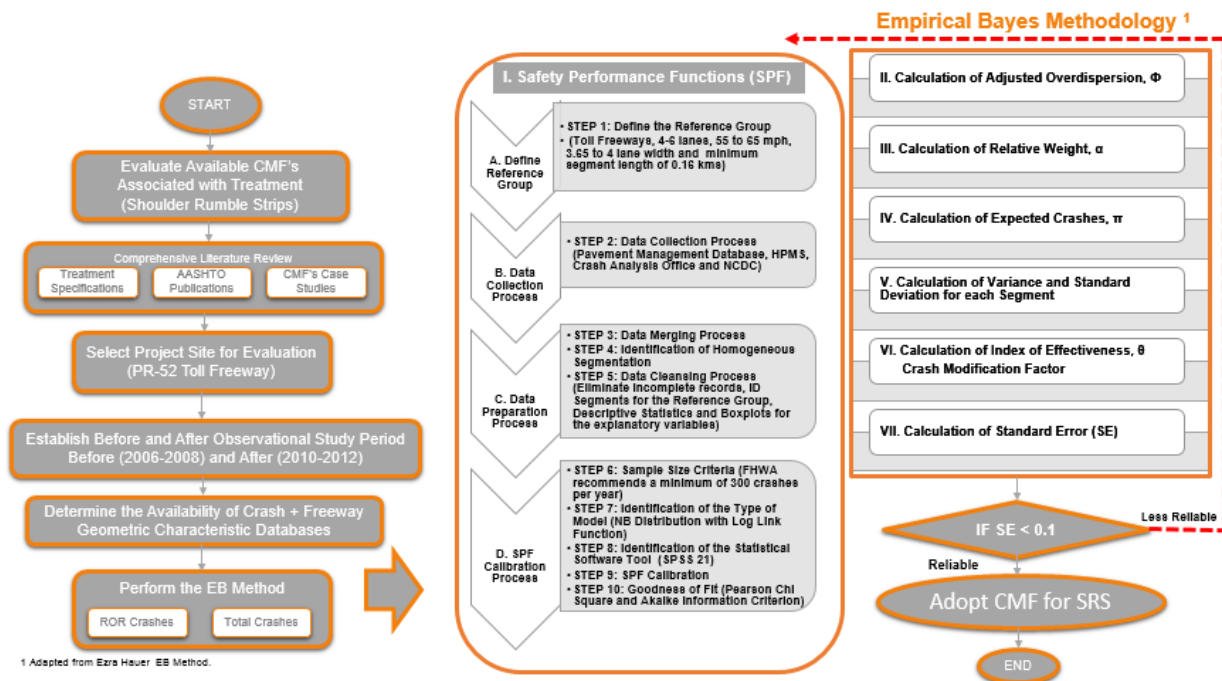 START
Evaluate Available CMF's
Associated with Treatment
(Shoulder Rumble Strips)
Comprehensive Literature Review
Treatment
Specifications
AASHTO
Publications
CMF's Case
Studies
Select Project Site for Evaluation
(PR-52 Toll Freeway)
Establish Before and After Observational Study Period
Before (2006-2008) and After (2010-2012)
Determine the Availability of Crash + Freeway
Geometric Characteristic Databases
Perform the EB Method
ROR Crashes
Total Crashes
1 Adapted from Ezra Hauer EB Method.
I. Safety Performance Functions (SPF)
A. Define
Reference
Group
• STEP 1: Define the Reference Group
• (Toll Freeways, 4-6 lanes, 55 to 65 mph,
3.65 to 4 lane width and minimum
segment length of 0.16 kms)
B. Data
Collection
Process
• STEP 2: Data Collection Process
(Pavement Management Database, HPMS,
Crash Analysis Office and NCDC)
C. Data
Preparation
Process
• STEP 3: Data Merging Process
• STEP 4: Identification of Homogeneous
Segmentation
• STEP 5: Data Cleansing Process
(Eliminate Incomplete records, ID
Segments for the Reference Group,
Descriptive Statistics and Boxplots for
the explanatory variables)
D. SPF
Calibration
Process
• STEP 6: Sample Size Criteria (FHWA
recommends a minimum of 300 crashes
per year)
• STEP 7: Identification of the Type of
Model (NB Distribution with Log Link
Function)
• STEP 8: Identification of the Statistical
Software Tool (SPSS 21)
• STEP 9: SPF Calibration
• STEP 10: Goodness of Fit (Pearson Chi
Square and Akaike Information Criterion)
Empirical Bayes Methodology ¹
II. Calculation of Adjusted Overdispersion, Φ
III. Calculation of Relative Weight, α
IV. Calculation of Expected Crashes, π
V. Calculation of Variance and Standard
Deviation for each Segment
VI. Calculation of Index of Effectiveness, θ
Crash Modification Factor
VII. Calculation of Standard Error (SE)
IF SE < 0.1
Less Reliable
Reliable
Adopt CMF for SRS
END